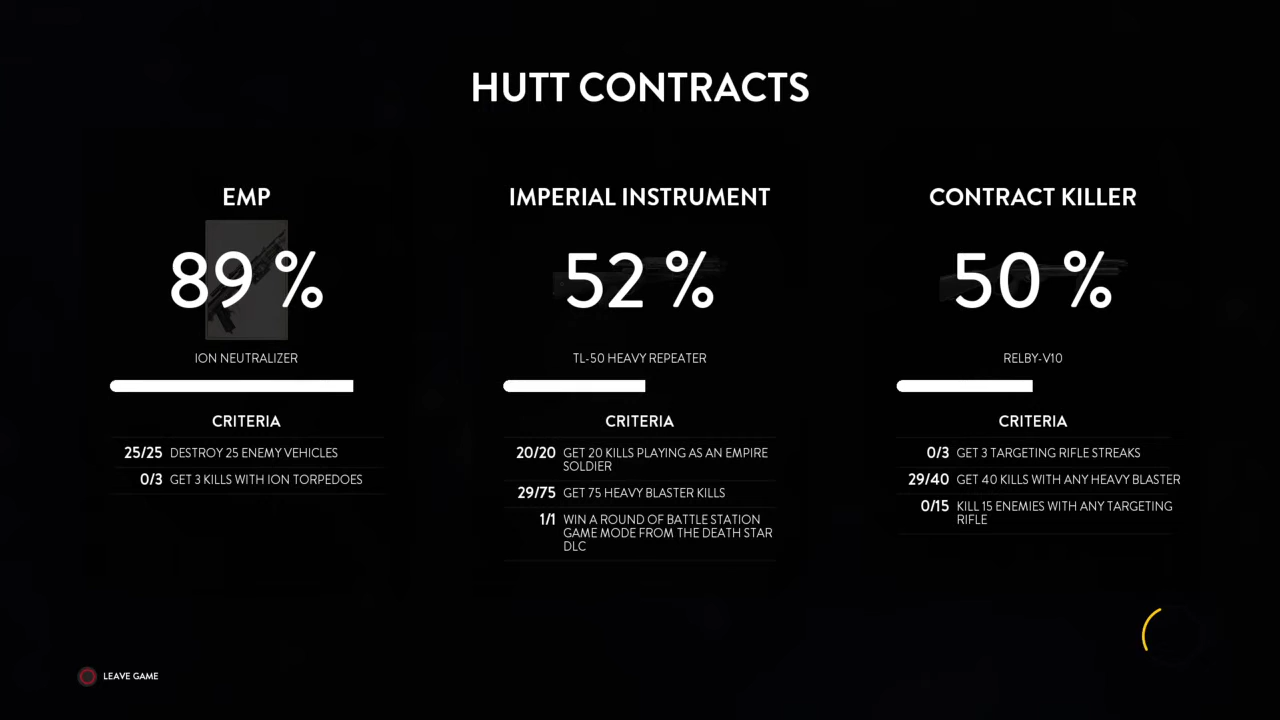 HUTT CONTRACTS
EMP
89 %
ION NEUTRALIZER
CRITERIA
25/25 DESTROY 25 ENEMY VEHICLES
0/3 GET 3 KILLS WITH ION TORPEDOES
IMPERIAL INSTRUMENT
52 %
TL-50 HEAVY REPEATER
CRITERIA
20/20 GET 20 KILLS PLAYING AS AN EMPIRE
SOLDIER
29/75 GET 75 HEAVY BLASTER KILLS
1/1 WIN A ROUND OF BATTLE STATION
GAME MODE FROM THE DEATH STAR
DLC
CONTRACT KILLER
50 %
RELBY-V10
CRITERIA
0/3 GET 3 TARGETING RIFLE STREAKS
29/40 GET 40 KILLS WITH ANY HEAVY BLASTER
0/15 KILL 15 ENEMIES WITH ANY TARGETING
RIFLE
LEAVE GAME